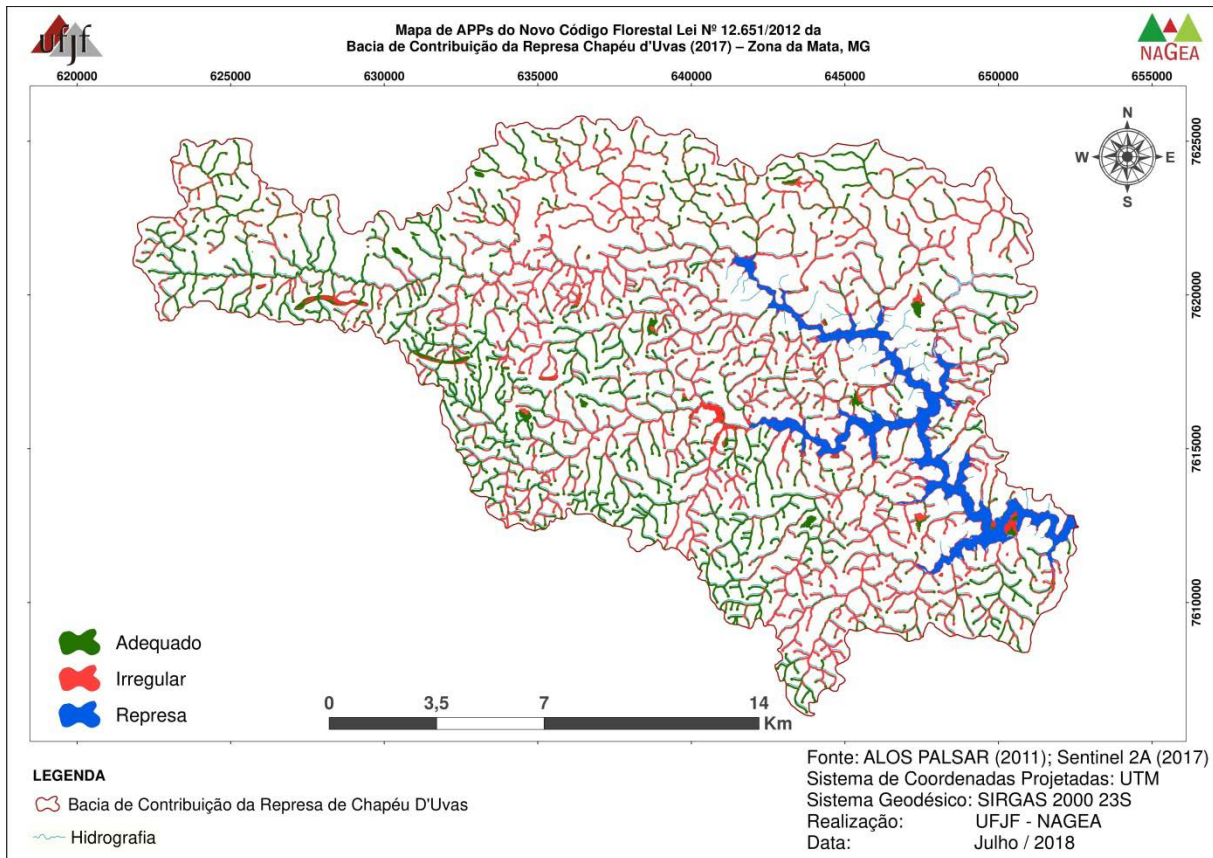 ufjf
Mapa de APPs do Novo Código Florestal Lei Nº 12.651/2012 da
Bacia de Contribuição da Represa Chapéu d'Uvas (2017) – Zona da Mata, MG
NAGEA
620000 625000 630000 635000 640000 645000 650000 655000
N
W E
S
7625000
7620000
7615000
7610000
Adequado
Irregular
Represa
0 3,5 7 14
Km
LEGENDA
Bacia de Contribuição da Represa de Chapéu D'Uvas
Hidrografia
Fonte: ALOS PALSAR (2011); Sentinel 2A (2017)
Sistema de Coordenadas Projetadas: UTM
Sistema Geodésico: SIRGAS 2000 23S
Realização: UFJF - NAGEA
Data: Julho / 2018